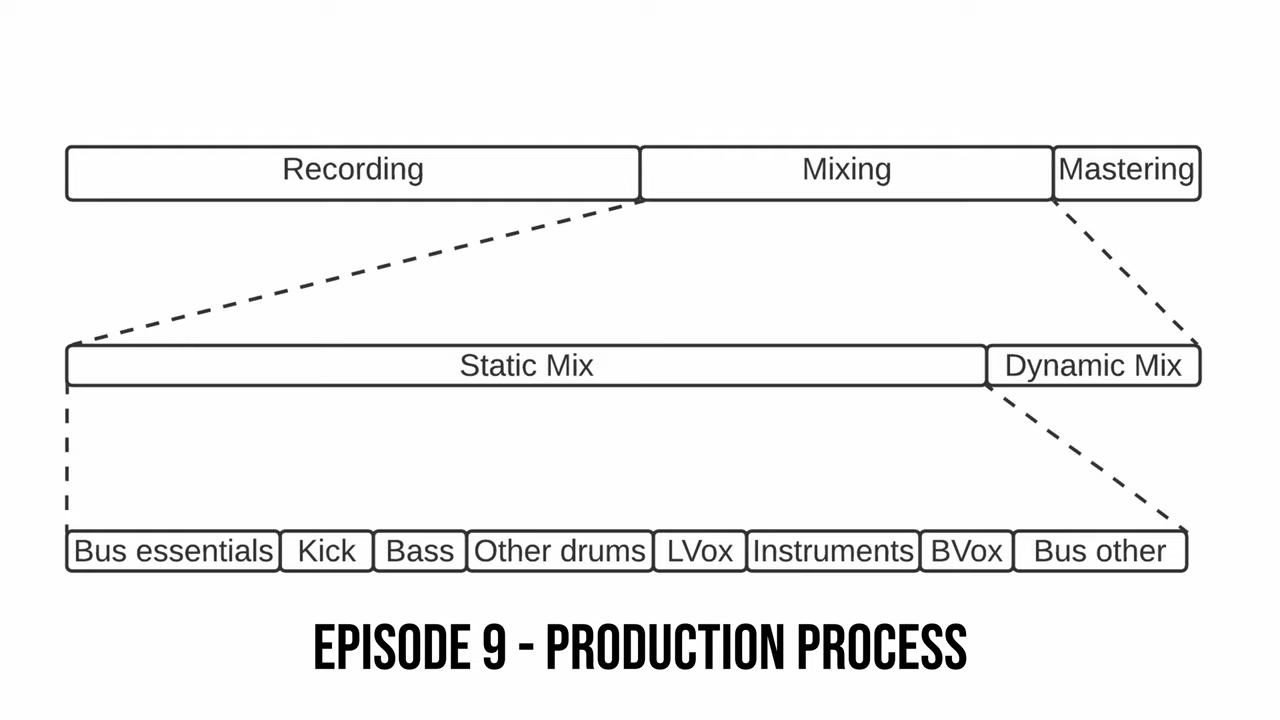 Recording Mixing Mastering
Static Mix Dynamic Mix
Bus essentials Kick Bass Other drums LVox Instruments BVox Bus other
EPISODE 9 - PRODUCTION PROCESS